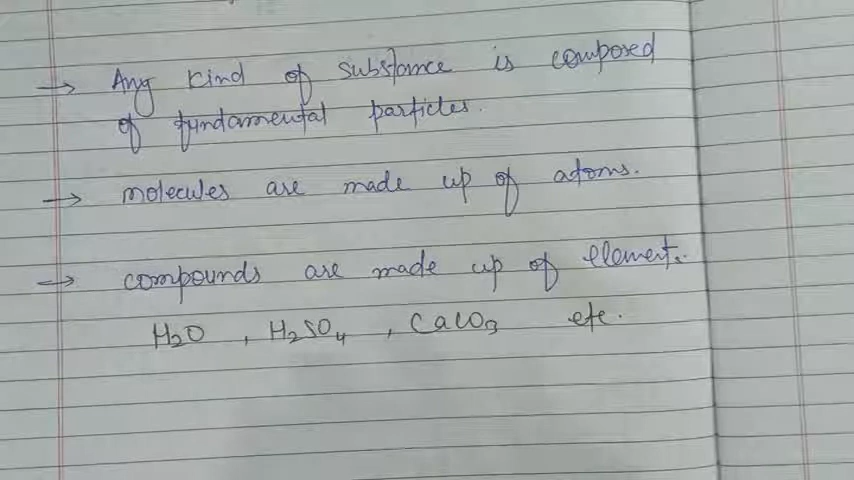 → Any kind of substance is composed
of fundamental particles.
→ molecules are made up of atoms.
→ compounds are made up of element.
H₂O , H₂SO₄ , CaCO₃ etc.